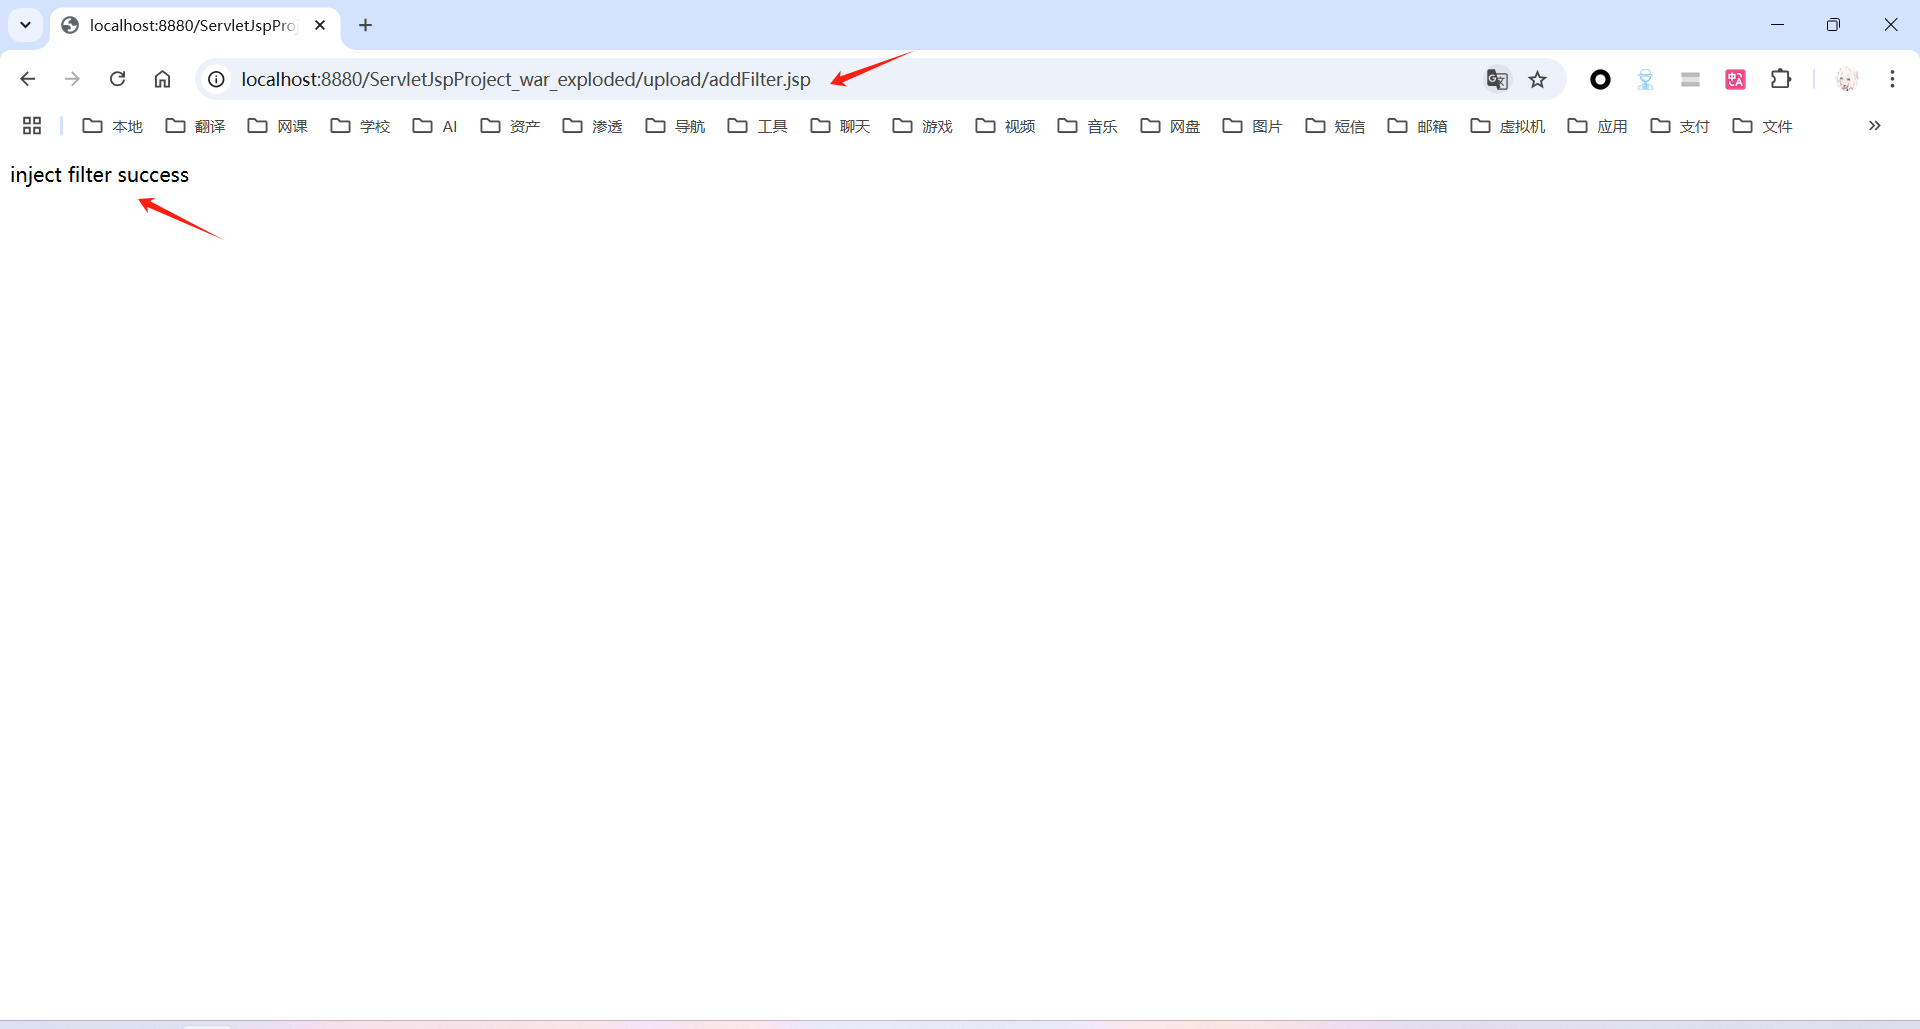 localhost:8880/ServletJspProj
localhost:8880/ServletJspProject_war_exploded/upload/addFilter.jsp
本地 翻译 网课 学校 AI 资产 渗透 导航 工具 聊天 游戏 视频 音乐 网盘 图片 短信 邮箱 虚拟机 应用 支付 文件
inject filter success